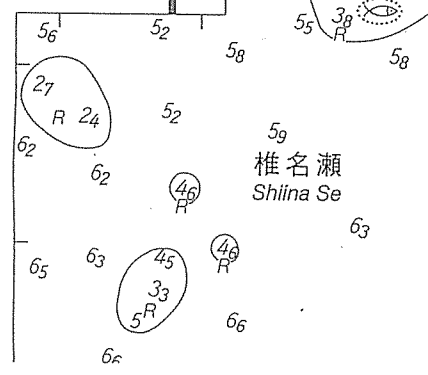 5₆ 5₂ 5₅ 3₈
R
5₈ 5₈
2₇
R 2₄ 5₂
5₉
6₂
6₂
椎名瀬
4₆
R
Shiina Se
6₃
4₆
R
6₃ 4₅
6₅
3₃
R
5
6₆
6₆